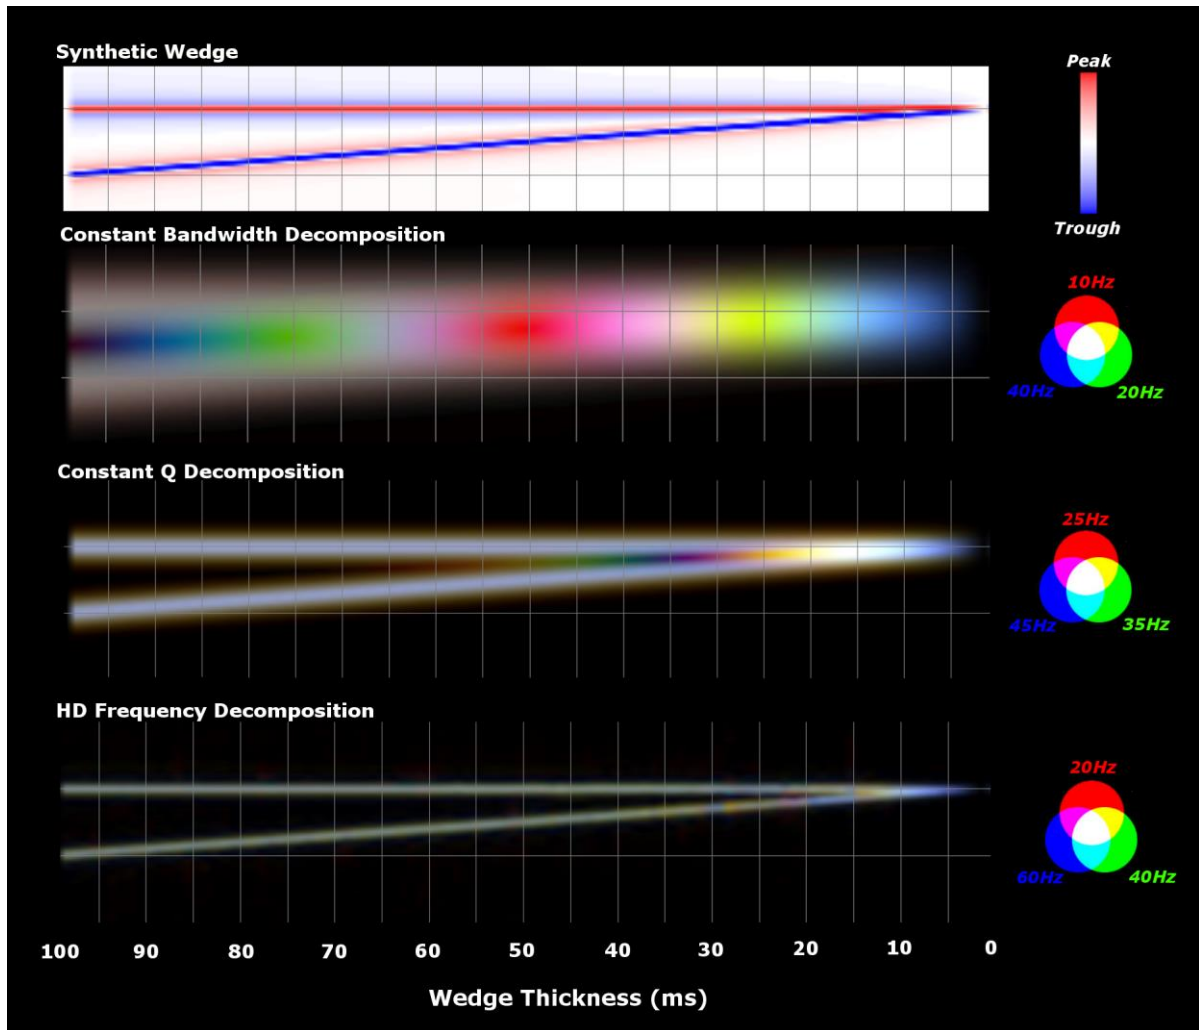 Synthetic Wedge
Peak
Trough
Constant Bandwidth Decomposition
10Hz
40Hz
20Hz
Constant Q Decomposition
25Hz
45Hz
35Hz
HD Frequency Decomposition
20Hz
60Hz
40Hz
100 90 80 70 60 50 40 30 20 10 0
Wedge Thickness (ms)